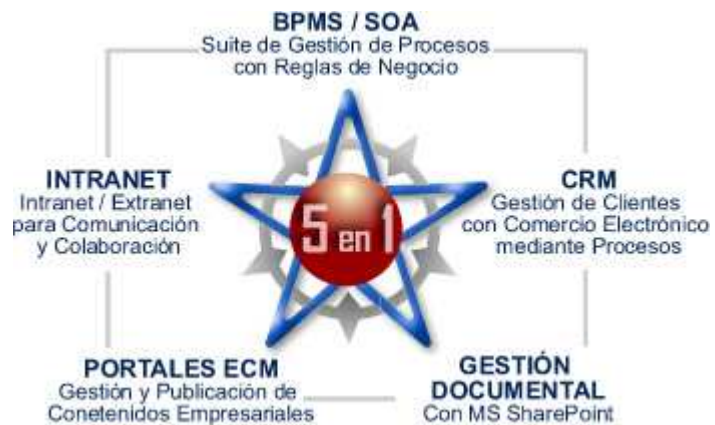 BPMS / SOA
Suite de Gestión de Procesos
con Reglas de Negocio
INTRANET
Intranet / Extranet
para Comunicación
y Colaboración
5 en 1
CRM
Gestión de Clientes
con Comercio Electrónico
mediante Procesos
PORTALES ECM
Gestión y Publicación de
Conetenidos Empresariales
GESTIÓN
DOCUMENTAL
Con MS SharePoint